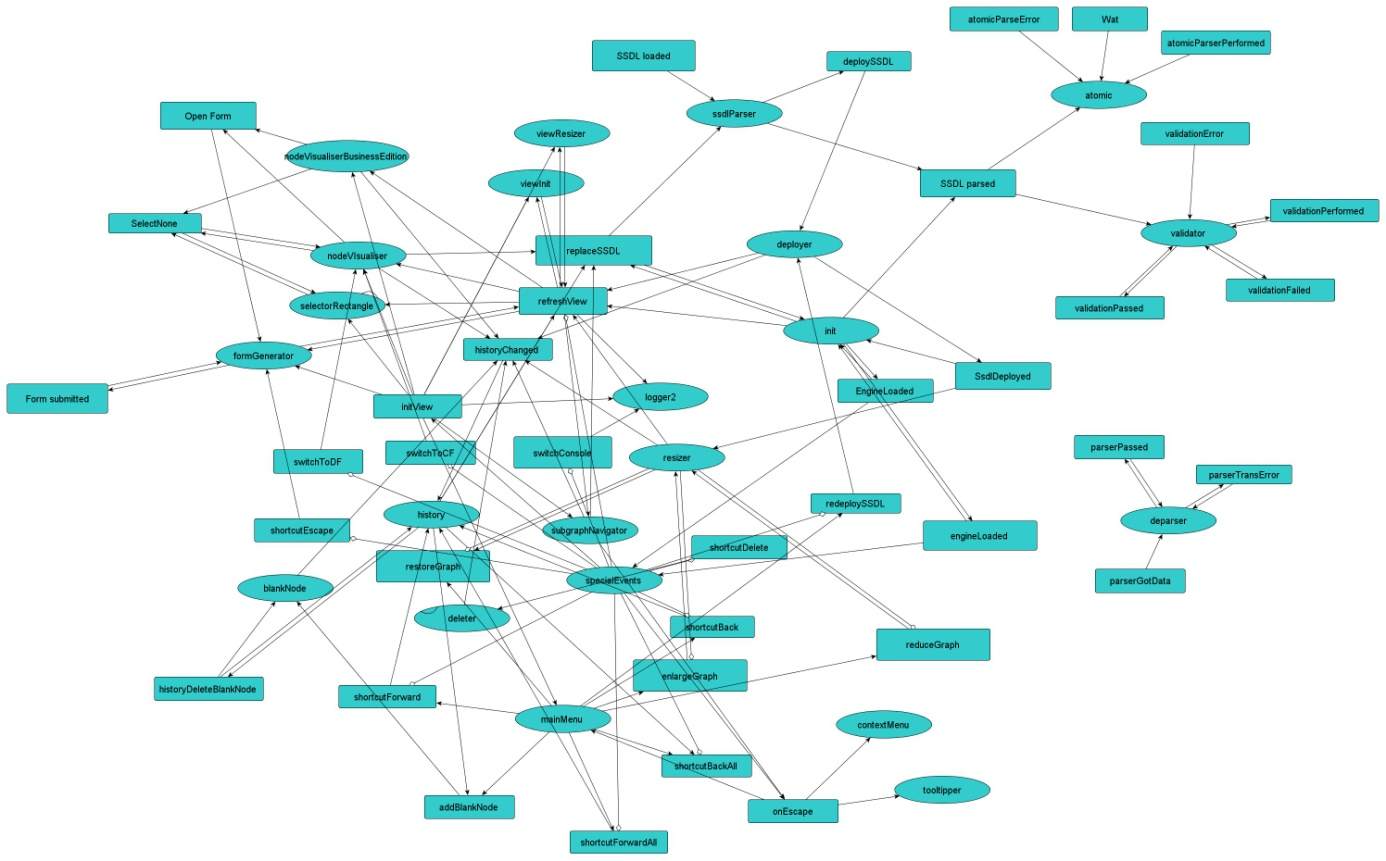 atomicParseError
Wat
atomicParserPerformed
SSDL loaded
deploySSDL
atomic
Open Form
ssdlParser
viewResizer
validationError
nodeVisualiserBusinessEdition
viewInit
SSDL parsed
validationPerformed
SelectNone
validator
nodeVisualiser
replaceSSDL
deployer
validationFailed
selectorRectangle
refreshView
validationPassed
init
historyChanged
formGenerator
SsdlDeployed
Form submitted
EngineLoaded
logger2
initView
switchToCF
switchConsole
switchToDF
resizer
parserPassed
parserTransError
redeploySSDL
history
deparser
shortcutEscape
subgraphNavigator
engineLoaded
shortcutDelete
restoreGraph
specialEvents
parserGotData
blankNode
deleter
shortcutBack
reduceGraph
enlargeGraph
historyDeleteBlankNode
shortcutForward
mainMenu
contextMenu
shortcutBackAll
tooltipper
addBlankNode
onEscape
shortcutForwardAll